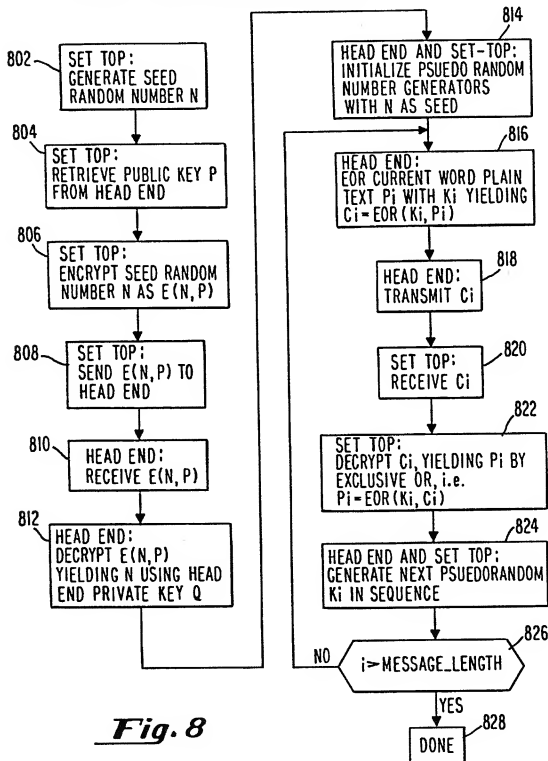 802
SET TOP:
GENERATE SEED
RANDOM NUMBER N
804
SET TOP:
RETRIEVE PUBLIC KEY P
FROM HEAD END
806
SET TOP:
ENCRYPT SEED RANDOM
NUMBER N AS E(N,P)
808
SET TOP:
SEND E(N,P) TO
HEAD END
810
HEAD END:
RECEIVE E(N,P)
812
HEAD END:
DECRYPT E(N,P)
YIELDING N USING HEAD
END PRIVATE KEY Q
814
HEAD END AND SET-TOP:
INITIALIZE PSUEDO RANDOM
NUMBER GENERATORS
WITH N AS SEED
816
HEAD END:
EOR CURRENT WORD PLAIN
TEXT Pi WITH Ki YIELDING
Ci=EOR(Ki,Pi)
818
HEAD END:
TRANSMIT Ci
820
SET TOP:
RECEIVE Ci
822
SET TOP:
DECRYPT Ci, YIELDING Pi BY
EXCLUSIVE OR, i.e.
Pi=EOR(Ki,Ci)
824
HEAD END AND SET TOP:
GENERATE NEXT PSUEDORANDOM
Ki IN SEQUENCE
826
i>MESSAGE_LENGTH
NO
YES
828
DONE
Fig. 8